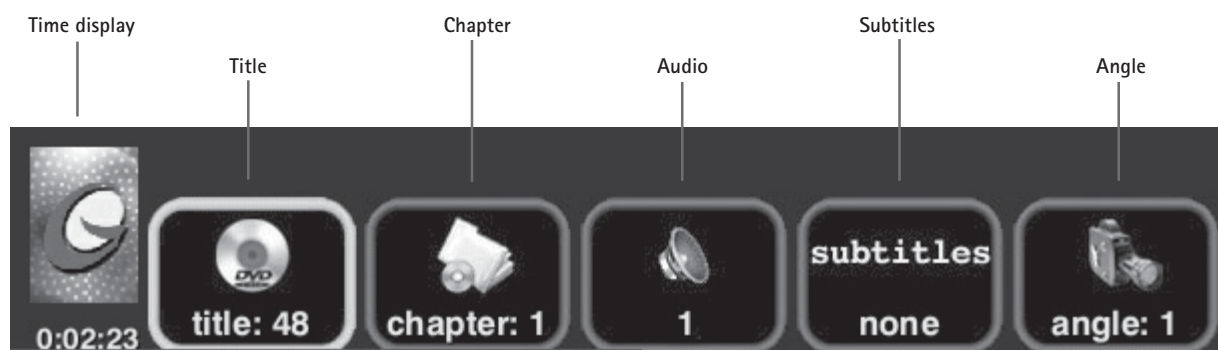 Time display
Chapter
Subtitles
Title
Audio
Angle
DVD
subtitles
0:02:23
title: 48
chapter: 1
1
none
angle: 1